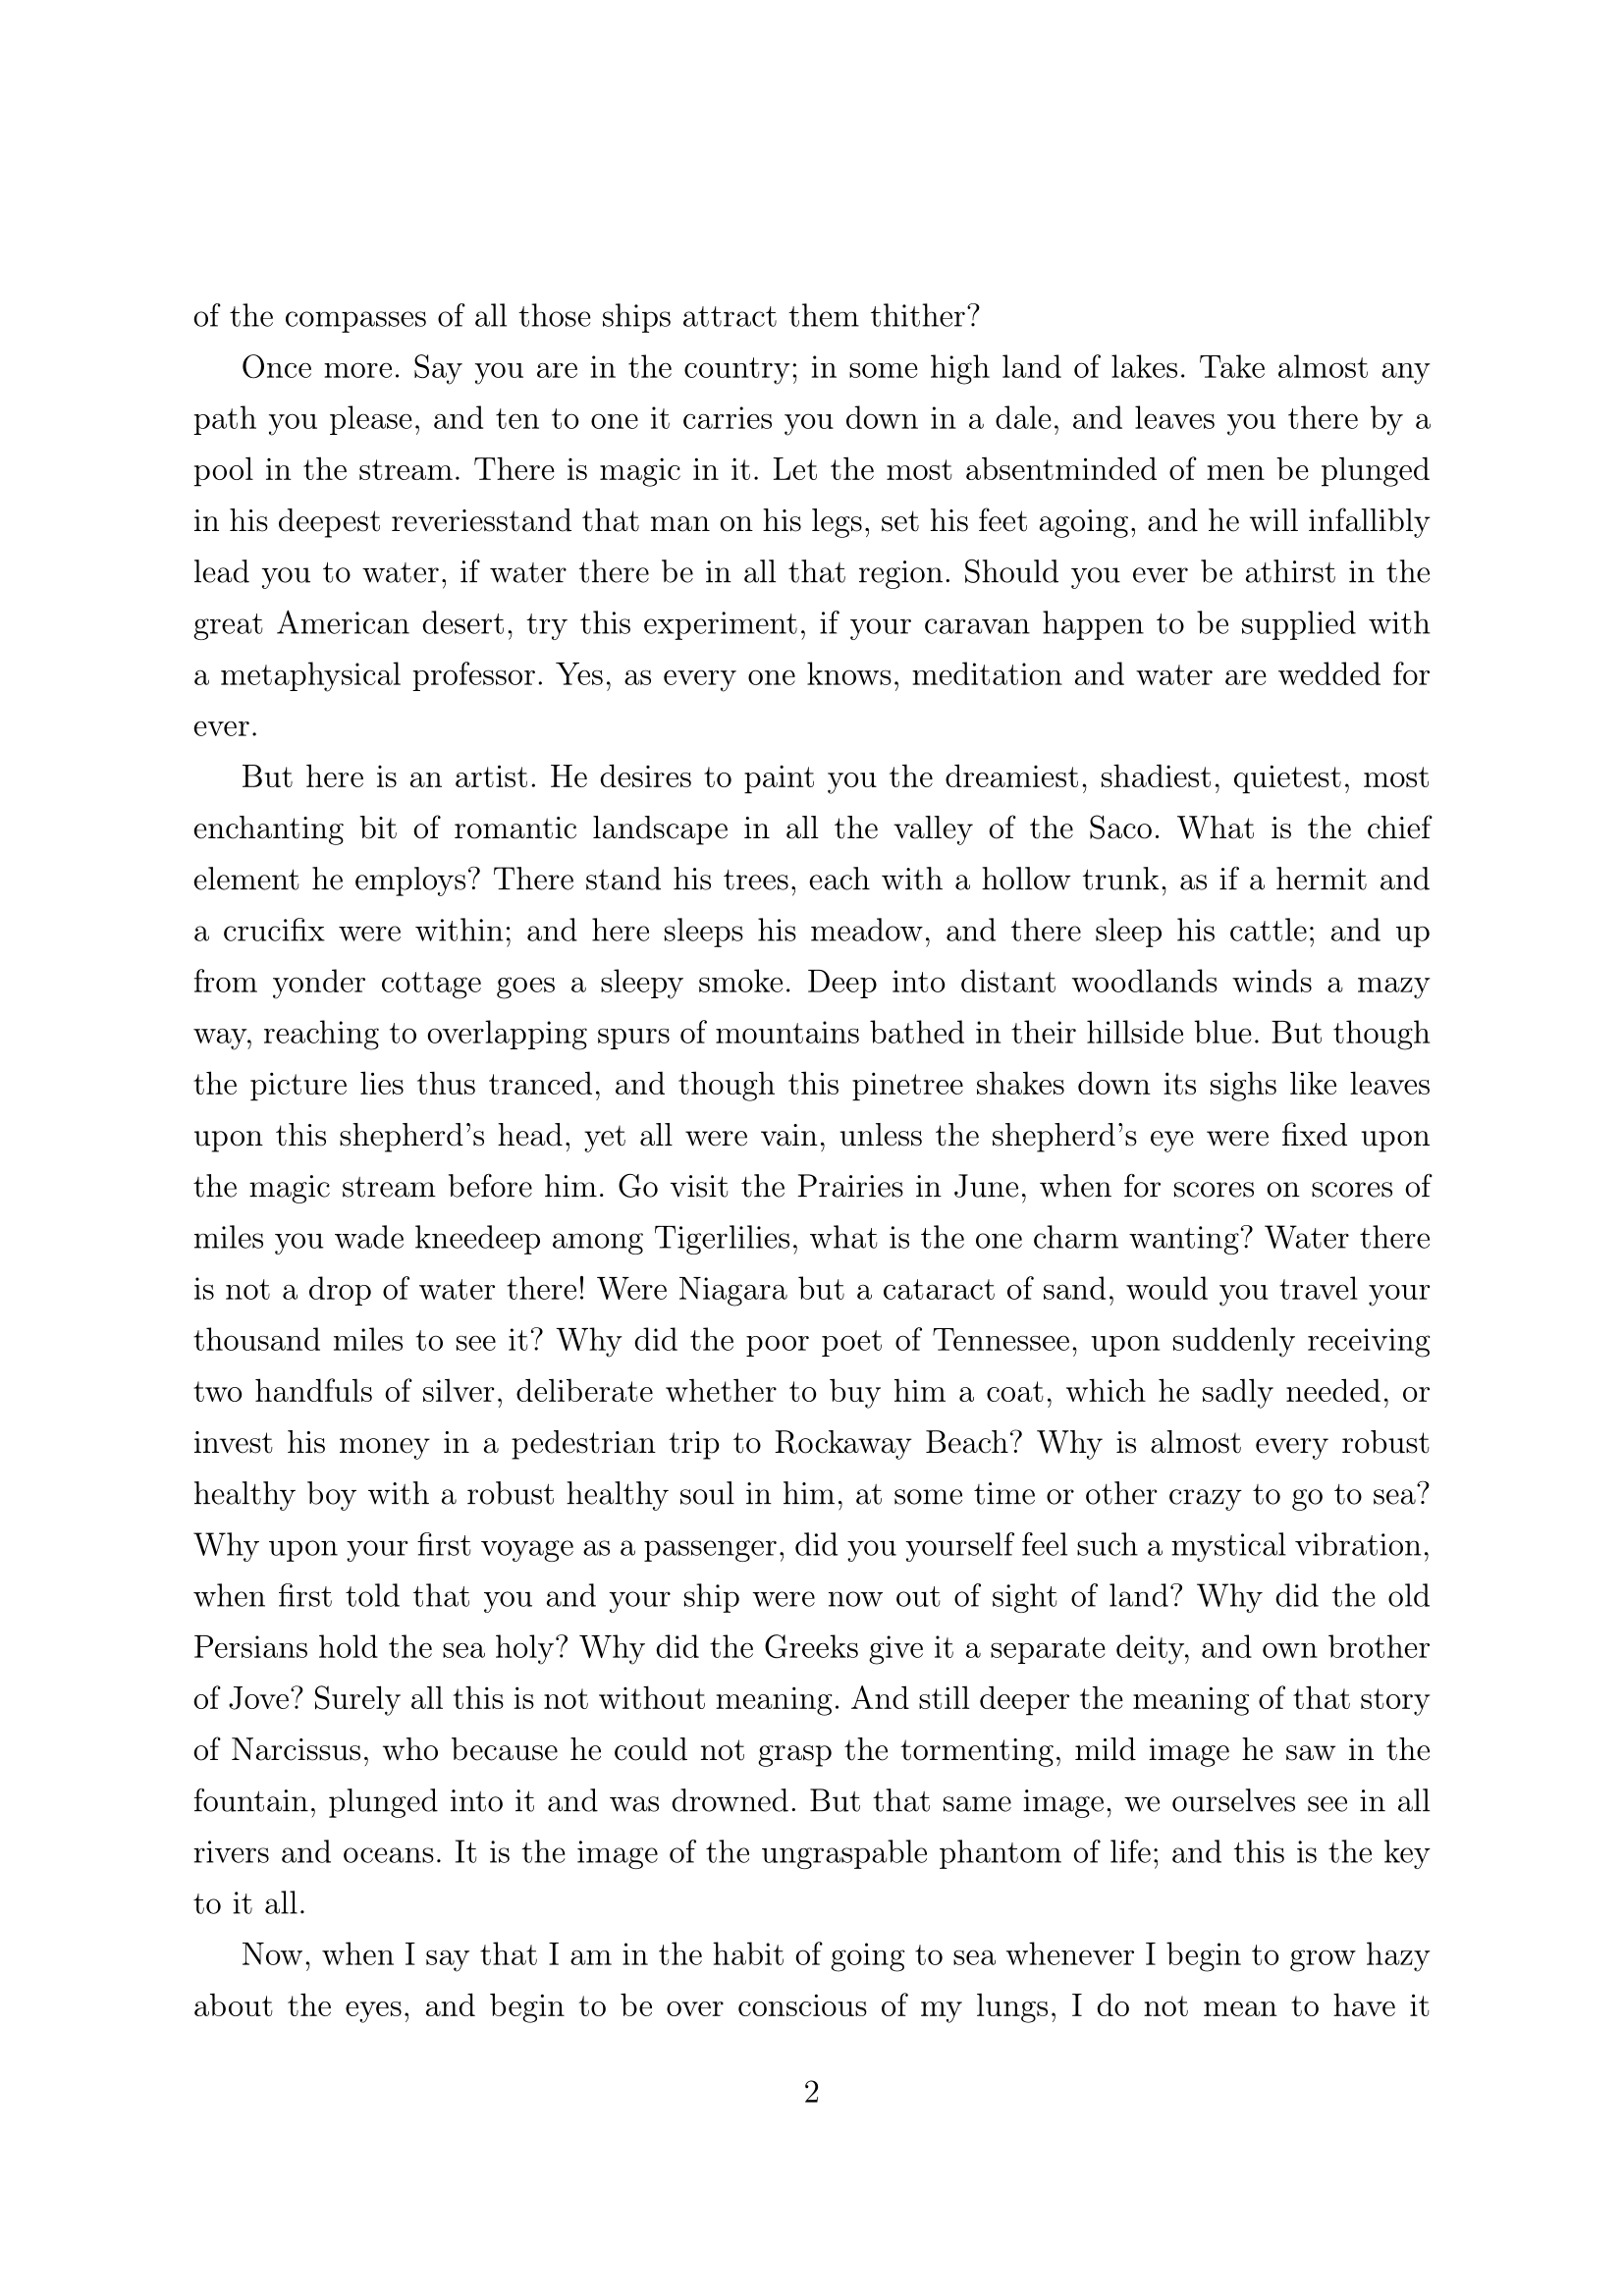 of the compasses of all those ships attract them thither?
Once more. Say you are in the country; in some high land of lakes. Take almost any
path you please, and ten to one it carries you down in a dale, and leaves you there by a
pool in the stream. There is magic in it. Let the most absentminded of men be plunged
in his deepest reveriesstand that man on his legs, set his feet agoing, and he will infallibly
lead you to water, if water there be in all that region. Should you ever be athirst in the
great American desert, try this experiment, if your caravan happen to be supplied with
a metaphysical professor. Yes, as every one knows, meditation and water are wedded for
ever.
But here is an artist. He desires to paint you the dreamiest, shadiest, quietest, most
enchanting bit of romantic landscape in all the valley of the Saco. What is the chief
element he employs? There stand his trees, each with a hollow trunk, as if a hermit and
a crucifix were within; and here sleeps his meadow, and there sleep his cattle; and up
from yonder cottage goes a sleepy smoke. Deep into distant woodlands winds a mazy
way, reaching to overlapping spurs of mountains bathed in their hillside blue. But though
the picture lies thus tranced, and though this pinetree shakes down its sighs like leaves
upon this shepherd's head, yet all were vain, unless the shepherd's eye were fixed upon
the magic stream before him. Go visit the Prairies in June, when for scores on scores of
miles you wade kneedeep among Tigerlilies, what is the one charm wanting? Water there
is not a drop of water there! Were Niagara but a cataract of sand, would you travel your
thousand miles to see it? Why did the poor poet of Tennessee, upon suddenly receiving
two handfuls of silver, deliberate whether to buy him a coat, which he sadly needed, or
invest his money in a pedestrian trip to Rockaway Beach? Why is almost every robust
healthy boy with a robust healthy soul in him, at some time or other crazy to go to sea?
Why upon your first voyage as a passenger, did you yourself feel such a mystical vibration,
when first told that you and your ship were now out of sight of land? Why did the old
Persians hold the sea holy? Why did the Greeks give it a separate deity, and own brother
of Jove? Surely all this is not without meaning. And still deeper the meaning of that story
of Narcissus, who because he could not grasp the tormenting, mild image he saw in the
fountain, plunged into it and was drowned. But that same image, we ourselves see in all
rivers and oceans. It is the image of the ungraspable phantom of life; and this is the key
to it all.
Now, when I say that I am in the habit of going to sea whenever I begin to grow hazy
about the eyes, and begin to be over conscious of my lungs, I do not mean to have it
2